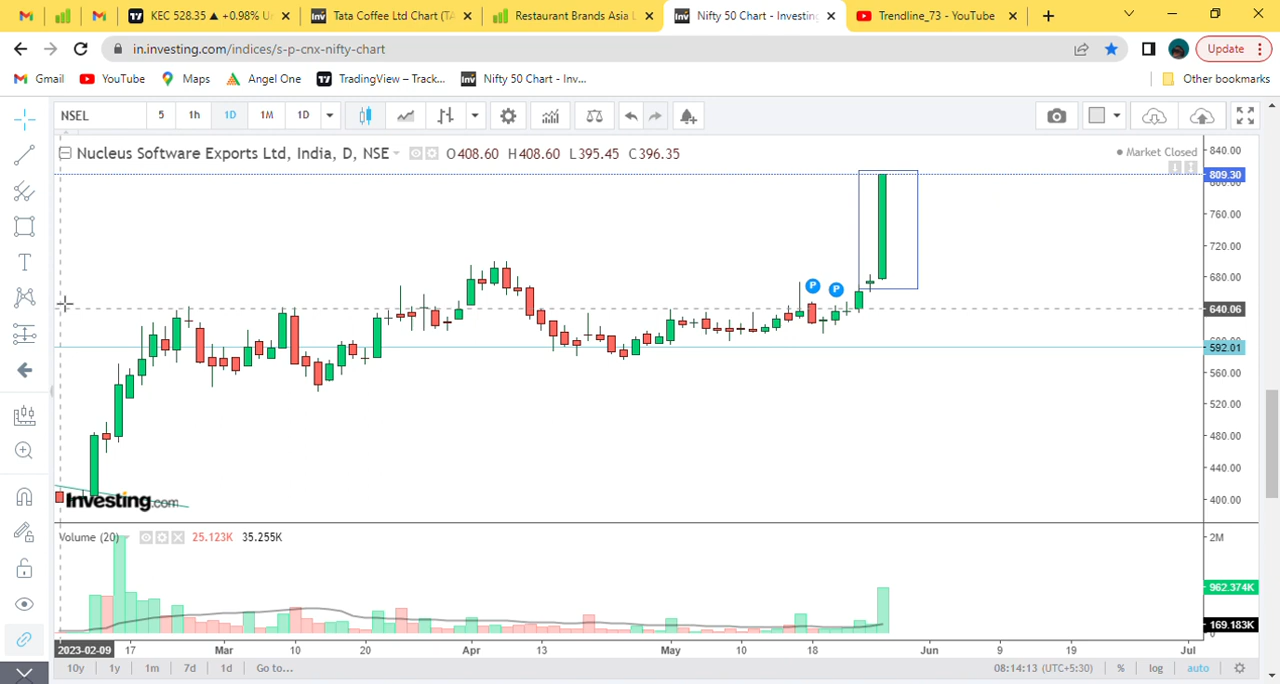 KEC 528.35 ▲ +0.98% Un
Tata Coffee Ltd Chart (TA
Restaurant Brands Asia L
Nifty 50 Chart - Investing
Trendline_73 - YouTube
in.investing.com/indices/s-p-cnx-nifty-chart
Update
Gmail YouTube Maps Angel One TradingView – Track... Nifty 50 Chart - Inv... Other bookmarks
NSEL 5 1h 1D 1M 1D
Nucleus Software Exports Ltd, India, D, NSE O408.60 H408.60 L395.45 C396.35
Market Closed
840.00
809.30
800.00
760.00
720.00
680.00
P P
640.06
600.00
592.01
560.00
520.00
480.00
440.00
400.00
Investing.com
Volume (20) 25.123K 35.255K
2M
962.374K
169.183K
0
2023-02-09 17 Mar 10 20 Apr 13 May 10 18 Jun 9 19 Jul
10y 1y 1m 7d 1d Go to... 08:14:13 (UTC+5:30) % log auto